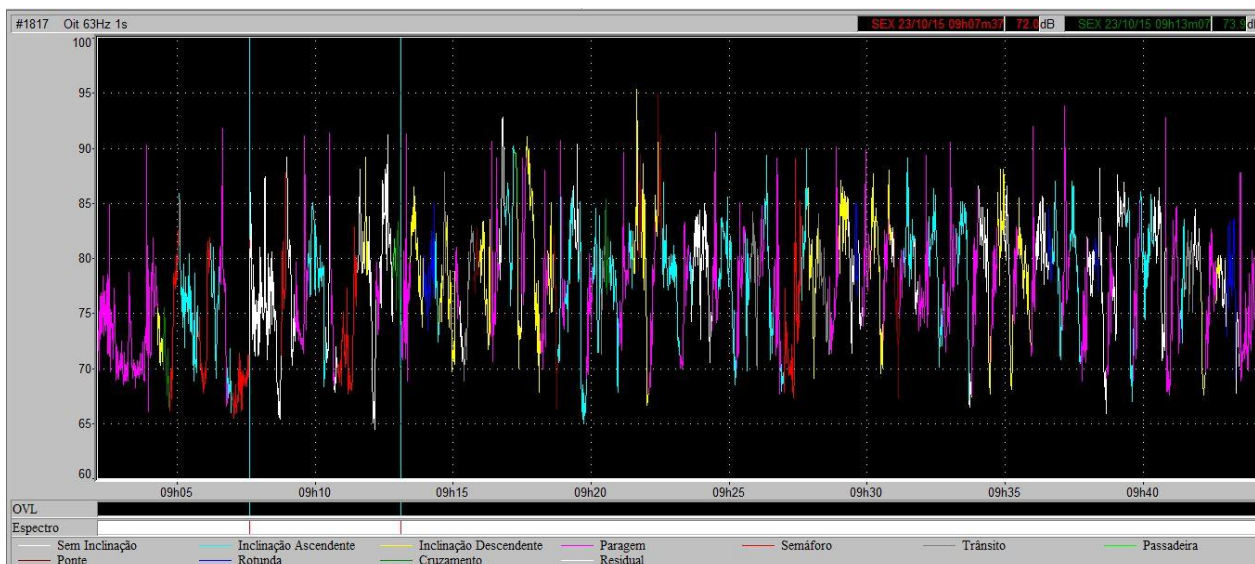 #1817 Oit 63Hz 1s SEX 23/10/15 09h07m37 72.0 dB SEX 23/10/15 09h13m07 73.9 dB
100
95
90
85
80
75
70
65
60
09h05 09h10 09h15 09h20 09h25 09h30 09h35 09h40
OVL
Espectro
Sem Inclinação Inclinação Ascendente Inclinação Descendente Paragem Semáforo Trânsito Passadeira
Ponte Rotunda Cruzamento Residual